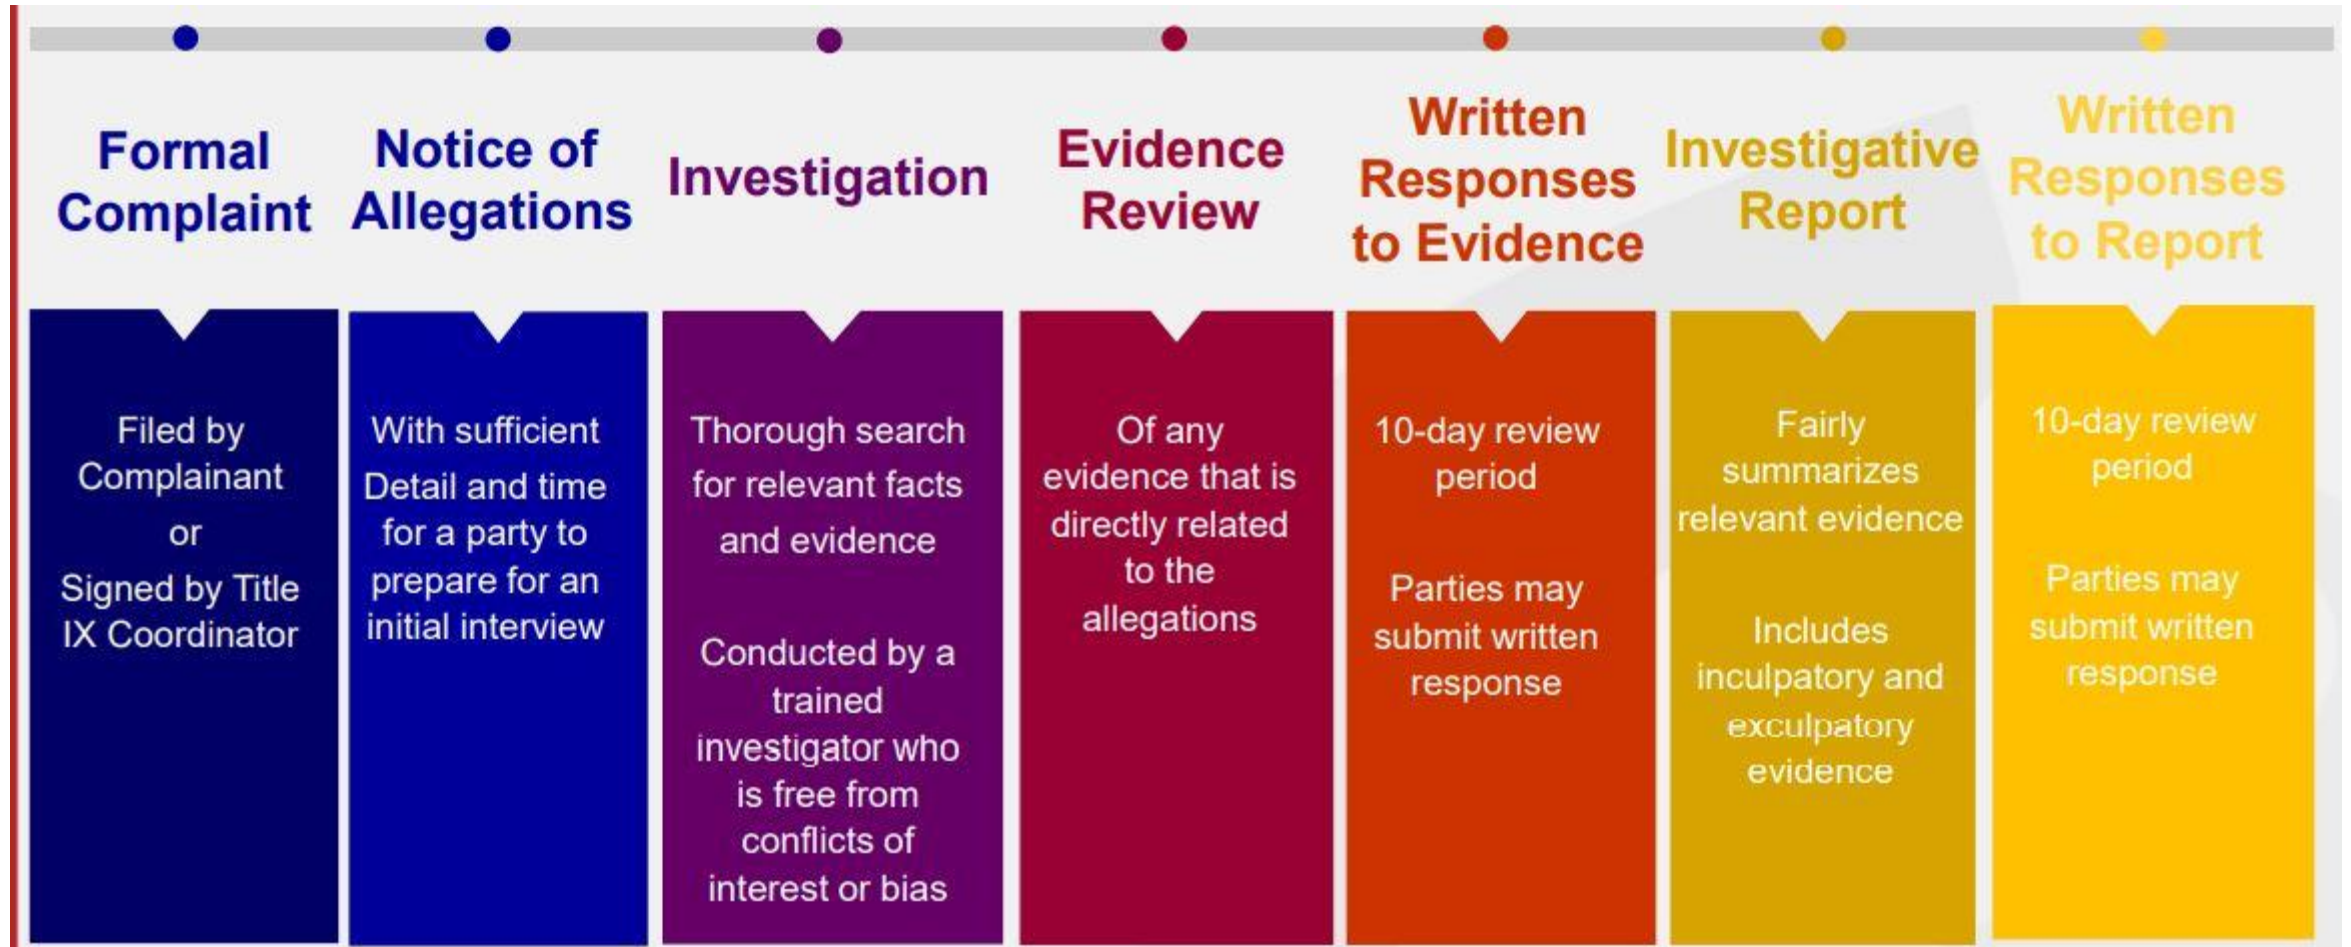 Formal
Complaint
Notice of
Allegations
Investigation
Evidence
Review
Written
Responses
to Evidence
Investigative
Report
Written
Responses
to Report
Filed by
Complainant
or
Signed by Title
IX Coordinator
With sufficient
Detail and time
for a party to
prepare for an
initial interview
Thorough search
for relevant facts
and evidence
Conducted by a
trained
investigator who
is free from
conflicts of
interest or bias
Of any
evidence that is
directly related
to the
allegations
10-day review
period
Parties may
submit written
response
Fairly
summarizes
relevant evidence
Includes
inculpatory and
exculpatory
evidence
10-day review
period
Parties may
submit written
response